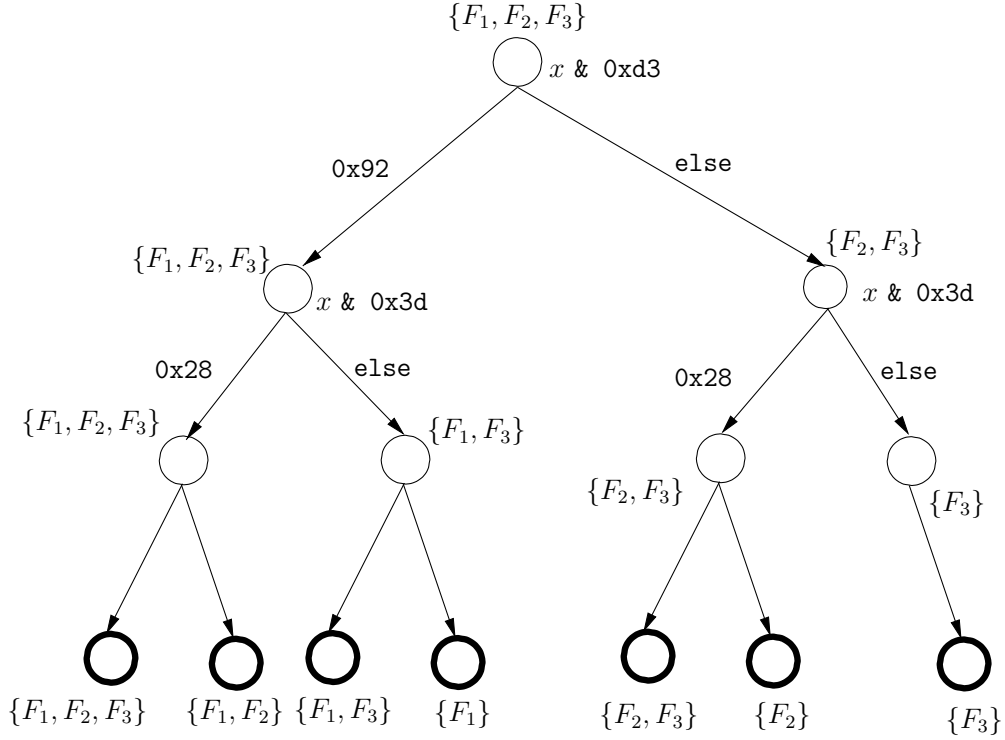 {F₁, F₂, F₃}
x & 0xd3
0x92
else
{F₁, F₂, F₃}
x & 0x3d
{F₂, F₃}
x & 0x3d
0x28
else
0x28
else
{F₁, F₂, F₃}
{F₁, F₃}
{F₂, F₃}
{F₃}
{F₁, F₂, F₃}
{F₁, F₂}
{F₁, F₃}
{F₁}
{F₂, F₃}
{F₂}
{F₃}